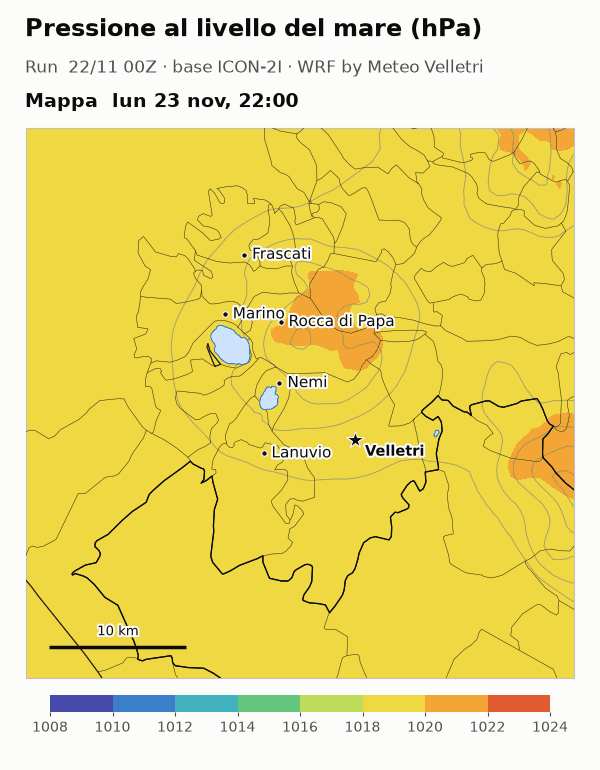 Pressione al livello del mare (hPa)
Run  22/11 00Z · base ICON-2I · WRF by Meteo Velletri
Mappa  lun 23 nov, 22:00
Frascati
Marino
Rocca di Papa
Nemi
Velletri
Lanuvio
10 km
1008 1010 1012 1014 1016 1018 1020 1022 1024